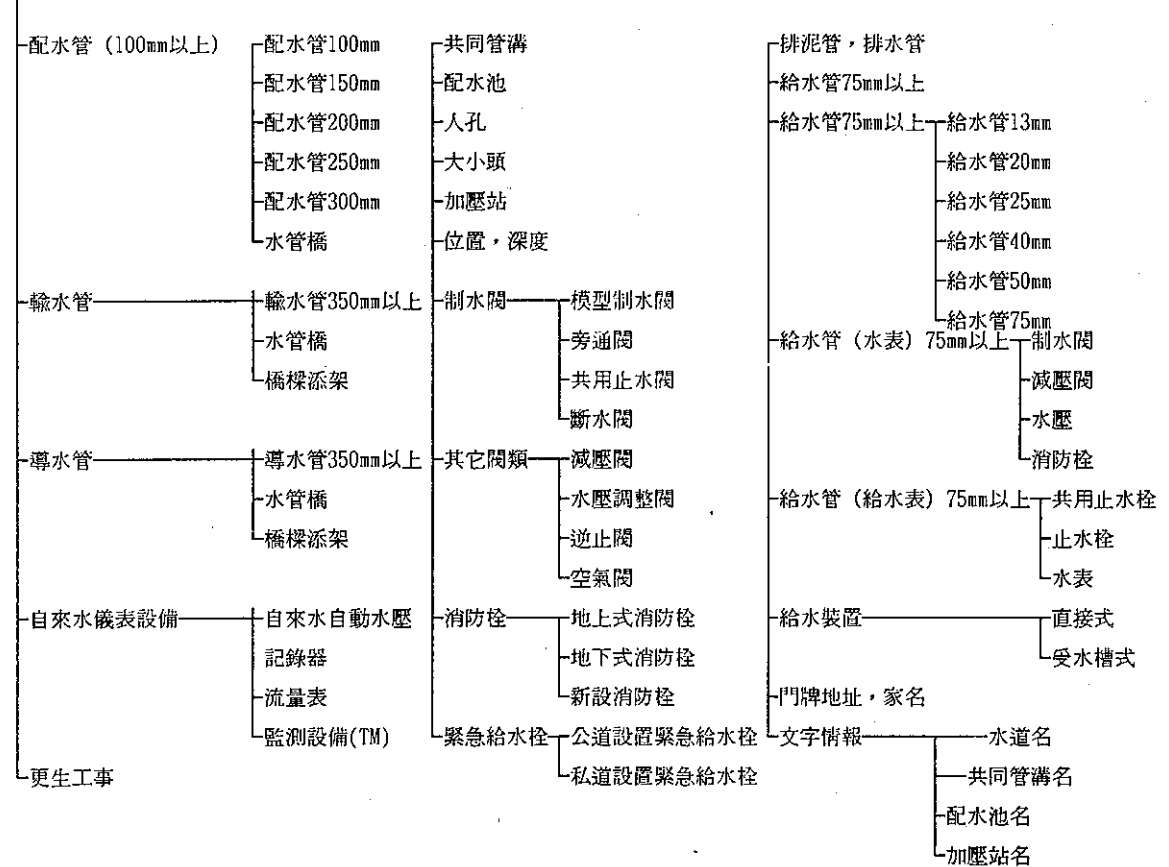 配水管 (100mm以上)
配水管100mm
配水管150mm
配水管200mm
配水管250mm
配水管300mm
水管橋
輸水管
輸水管350mm以上
水管橋
橋樑添架
導水管
導水管350mm以上
水管橋
橋樑添架
自來水儀表設備
自來水自動水壓
記錄器
流量表
監測設備(TM)
更生工事
共同管溝
配水池
人孔
大小頭
加壓站
位置，深度
制水閥
模型制水閥
旁通閥
共用止水閥
斷水閥
其它閥類
減壓閥
水壓調整閥
逆止閥
空氣閥
消防栓
地上式消防栓
地下式消防栓
新設消防栓
緊急給水栓
公道設置緊急給水栓
私道設置緊急給水栓
排泥管，排水管
給水管75mm以上
給水管75mm以上
給水管13mm
給水管20mm
給水管25mm
給水管40mm
給水管50mm
給水管75mm
給水管 (水表) 75mm以上
制水閥
減壓閥
水壓
消防栓
給水管 (給水表) 75mm以上
共用止水栓
止水栓
水表
給水裝置
直接式
受水槽式
門牌地址，家名
文字情報
水道名
共同管溝名
配水池名
加壓站名